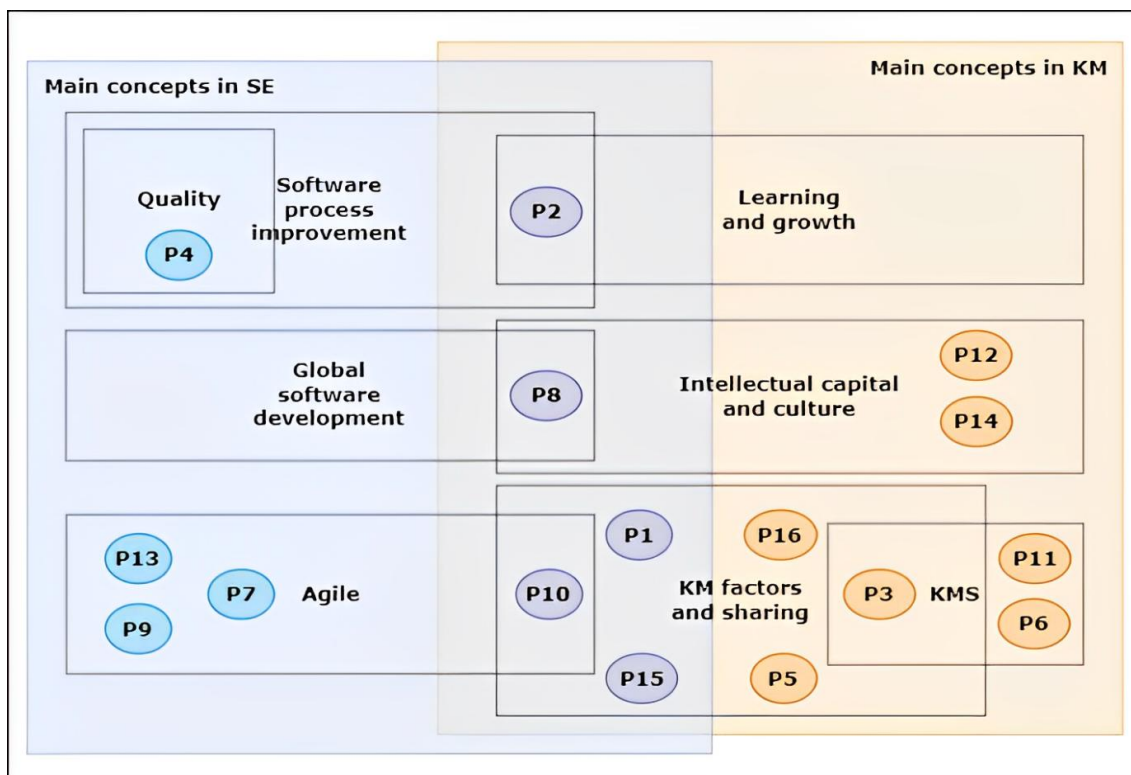 Main concepts in SE
Main concepts in KM
Quality
P4
Software
process
improvement
P2
Learning
and growth
Global
software
development
P8
Intellectual capital
and culture
P12
P14
P13
P7
P9
Agile
P10
P1
P15
KM factors
and sharing
P16
P5
P3
KMS
P11
P6